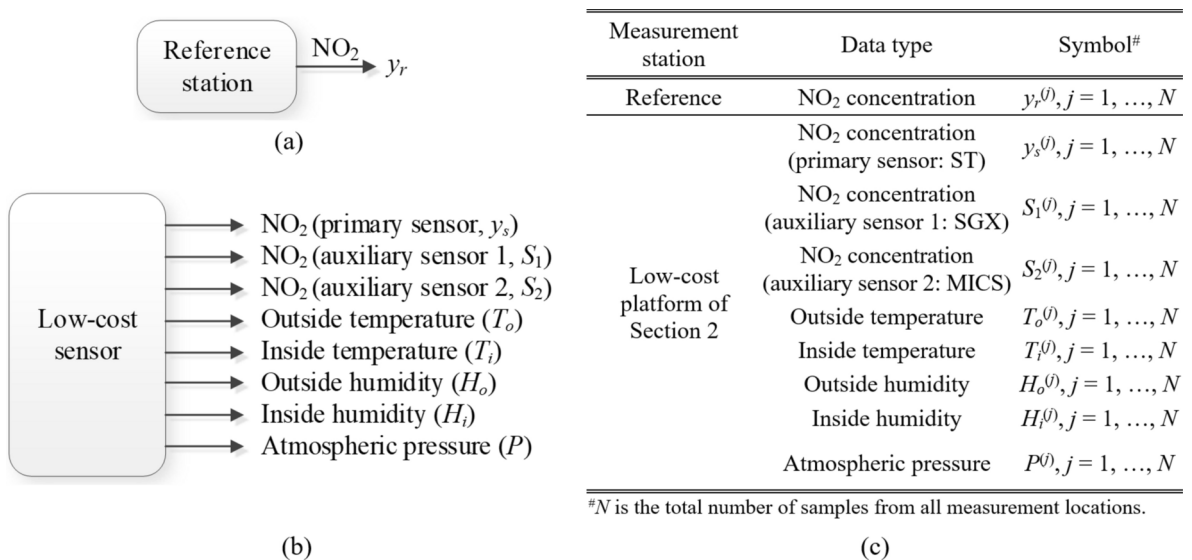 Reference
station
NO₂
yᵣ
(a)
Low-cost
sensor
NO₂ (primary sensor, yₛ)
NO₂ (auxiliary sensor 1, S₁)
NO₂ (auxiliary sensor 2, S₂)
Outside temperature (Tₒ)
Inside temperature (Tᵢ)
Outside humidity (Hₒ)
Inside humidity (Hᵢ)
Atmospheric pressure (P)
(b)
Measurement
station
Data type
Symbol#
Reference
NO₂ concentration
yᵣ⁽ʲ⁾, j = 1, …, N
Low-cost
platform of
Section 2
NO₂ concentration
(primary sensor: ST)
yₛ⁽ʲ⁾, j = 1, …, N
NO₂ concentration
(auxiliary sensor 1: SGX)
S₁⁽ʲ⁾, j = 1, …, N
NO₂ concentration
(auxiliary sensor 2: MICS)
S₂⁽ʲ⁾, j = 1, …, N
Outside temperature
Tₒ⁽ʲ⁾, j = 1, …, N
Inside temperature
Tᵢ⁽ʲ⁾, j = 1, …, N
Outside humidity
Hₒ⁽ʲ⁾, j = 1, …, N
Inside humidity
Hᵢ⁽ʲ⁾, j = 1, …, N
Atmospheric pressure
P⁽ʲ⁾, j = 1, …, N
#N is the total number of samples from all measurement locations.
(c)